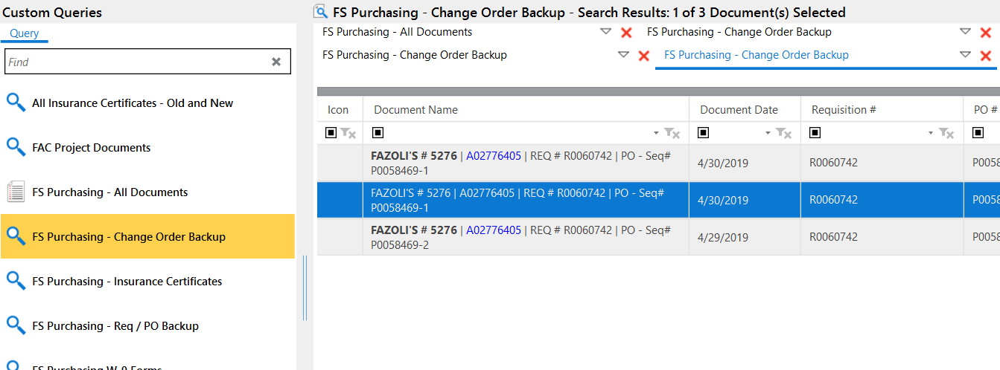 Custom Queries
Query
Find
All Insurance Certificates - Old and New
FAC Project Documents
FS Purchasing - All Documents
FS Purchasing - Change Order Backup
FS Purchasing - Insurance Certificates
FS Purchasing - Req / PO Backup
FS Purchasing W-9 Forms
FS Purchasing - Change Order Backup - Search Results: 1 of 3 Document(s) Selected
FS Purchasing - All Documents FS Purchasing - Change Order Backup
FS Purchasing - Change Order Backup FS Purchasing - Change Order Backup
Icon Document Name Document Date Requisition # PO #
FAZOLI'S # 5276 | A02776405 | REQ # R0060742 | PO - Seq#
P0058469-1 4/30/2019 R0060742 P0058
FAZOLI'S # 5276 | A02776405 | REQ # R0060742 | PO - Seq#
P0058469-1 4/30/2019 R0060742 P0058
FAZOLI'S # 5276 | A02776405 | REQ # R0060742 | PO - Seq#
P0058469-2 4/29/2019 R0060742 P0058